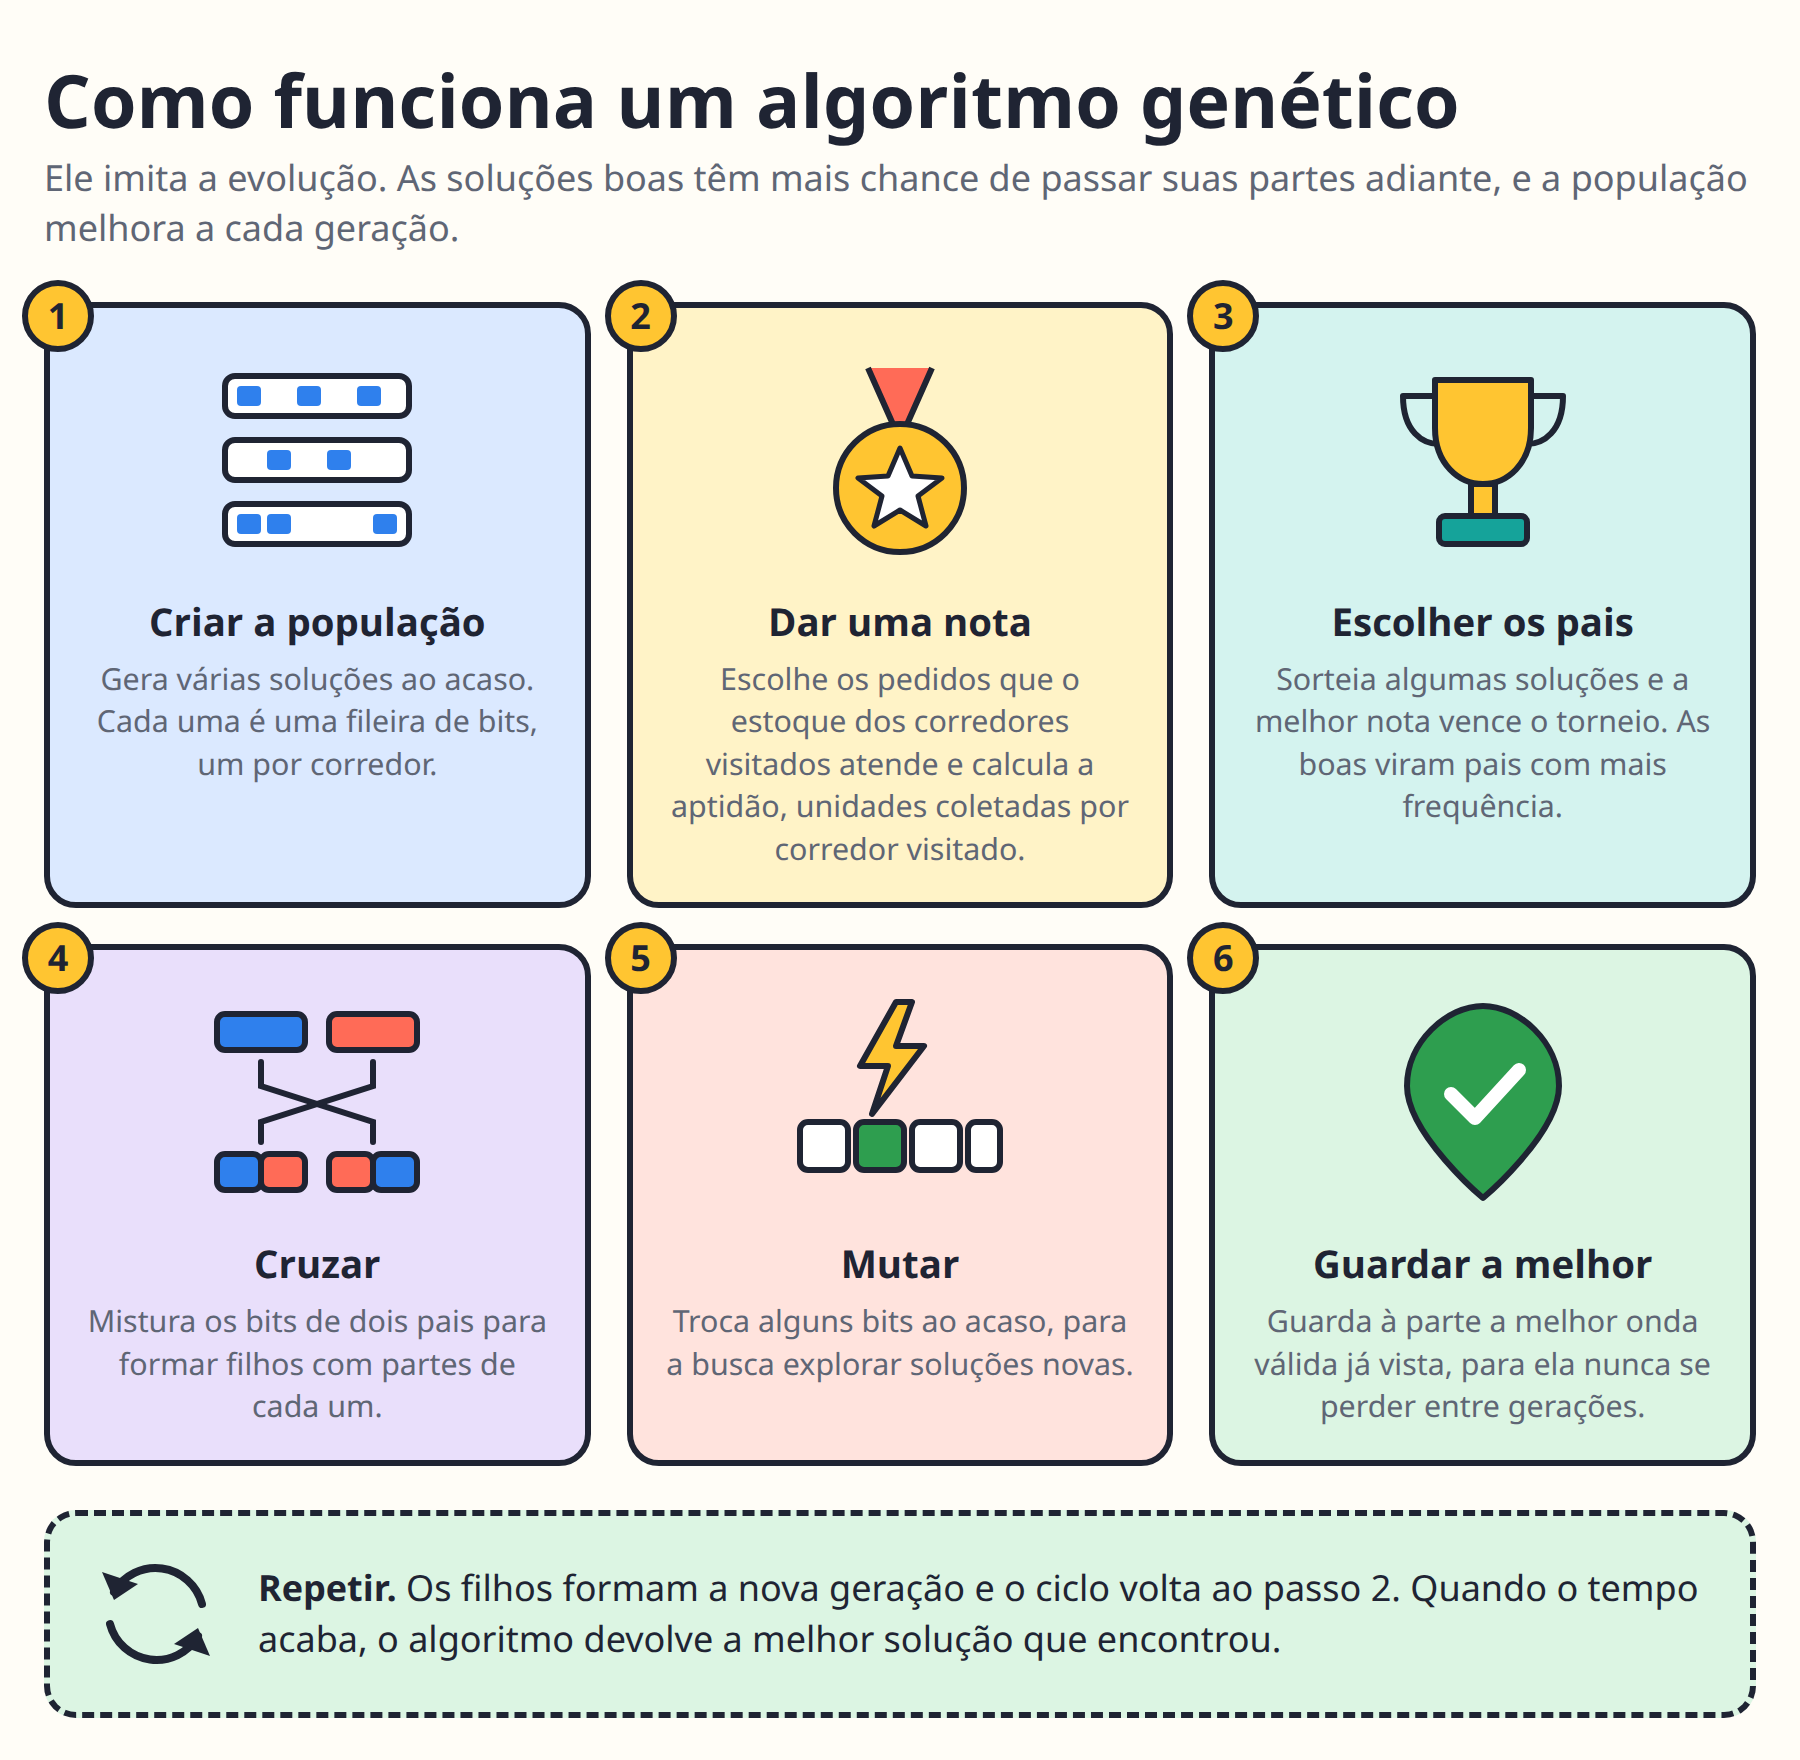 Como funciona um algoritmo genético
Ele imita a evolução. As soluções boas têm mais chance de passar suas partes adiante, e a população
melhora a cada geração.
1
Criar a população
Gera várias soluções ao acaso.
Cada uma é uma fileira de bits,
um por corredor.
2
Dar uma nota
Escolhe os pedidos que o
estoque dos corredores
visitados atende e calcula a
aptidão, unidades coletadas por
corredor visitado.
3
Escolher os pais
Sorteia algumas soluções e a
melhor nota vence o torneio. As
boas viram pais com mais
frequência.
4
Cruzar
Mistura os bits de dois pais para
formar filhos com partes de
cada um.
5
Mutar
Troca alguns bits ao acaso, para
a busca explorar soluções novas.
6
Guardar a melhor
Guarda à parte a melhor onda
válida já vista, para ela nunca se
perder entre gerações.
Repetir. Os filhos formam a nova geração e o ciclo volta ao passo 2. Quando o tempo
acaba, o algoritmo devolve a melhor solução que encontrou.